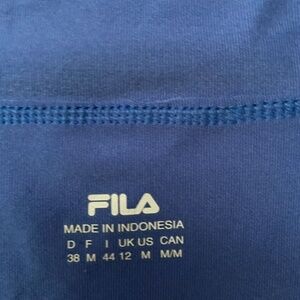 FILA
MADE IN INDONESIA
D F I UK US CAN
38 M 44 12 M M/M